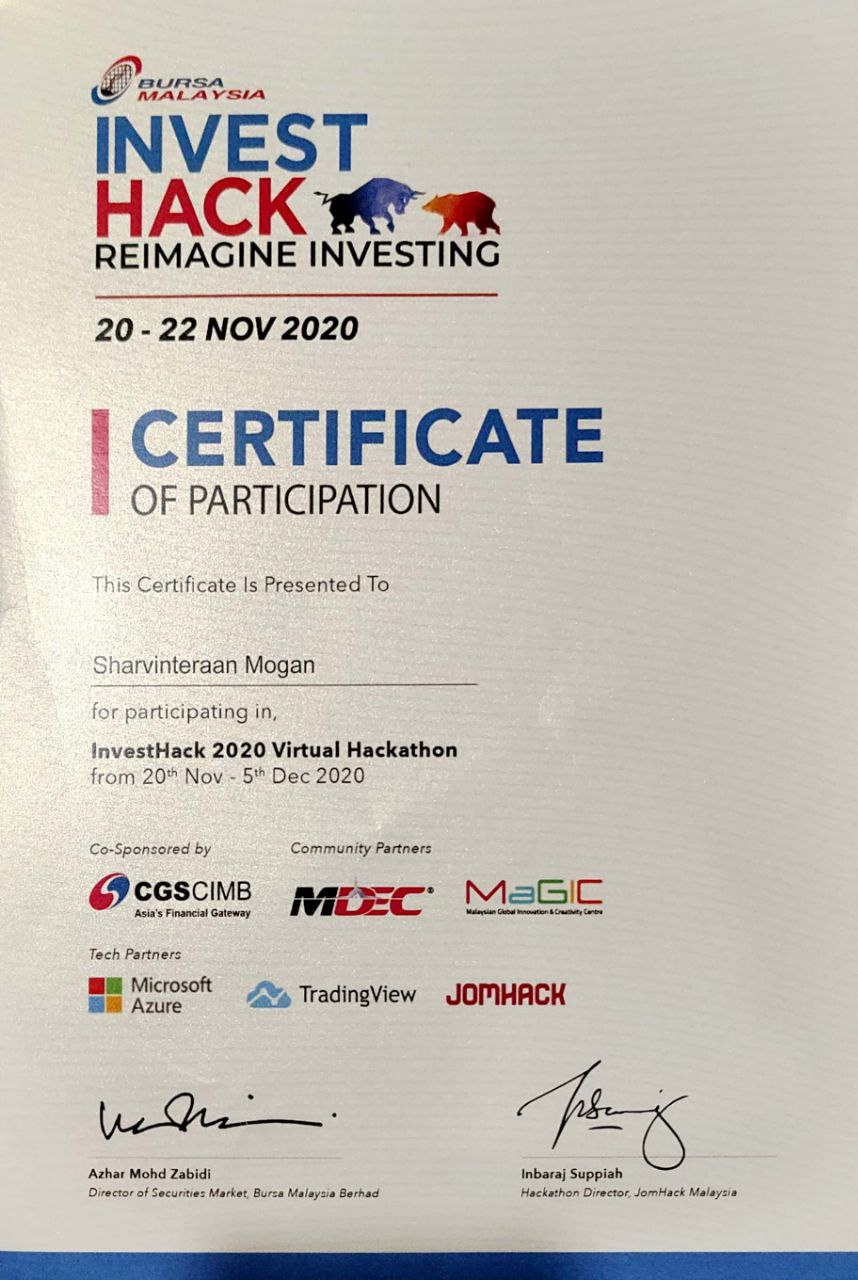 BURSA
MALAYSIA
INVEST
HACK
REIMAGINE INVESTING
20 - 22 NOV 2020
CERTIFICATE
OF PARTICIPATION
This Certificate Is Presented To
Sharvinteraan Mogan
for participating in,
InvestHack 2020 Virtual Hackathon
from 20th Nov - 5th Dec 2020
Co-Sponsored by
Community Partners
CGSCIMB
Asia's Financial Gateway
MDEC®
MaGIC
Malaysian Global Innovation & Creativity Centre
Tech Partners
Microsoft
Azure
TradingView
JOMHACK
Azhar Mohd Zabidi
Director of Securities Market, Bursa Malaysia Berhad
Inbaraj Suppiah
Hackathon Director, JomHack Malaysia